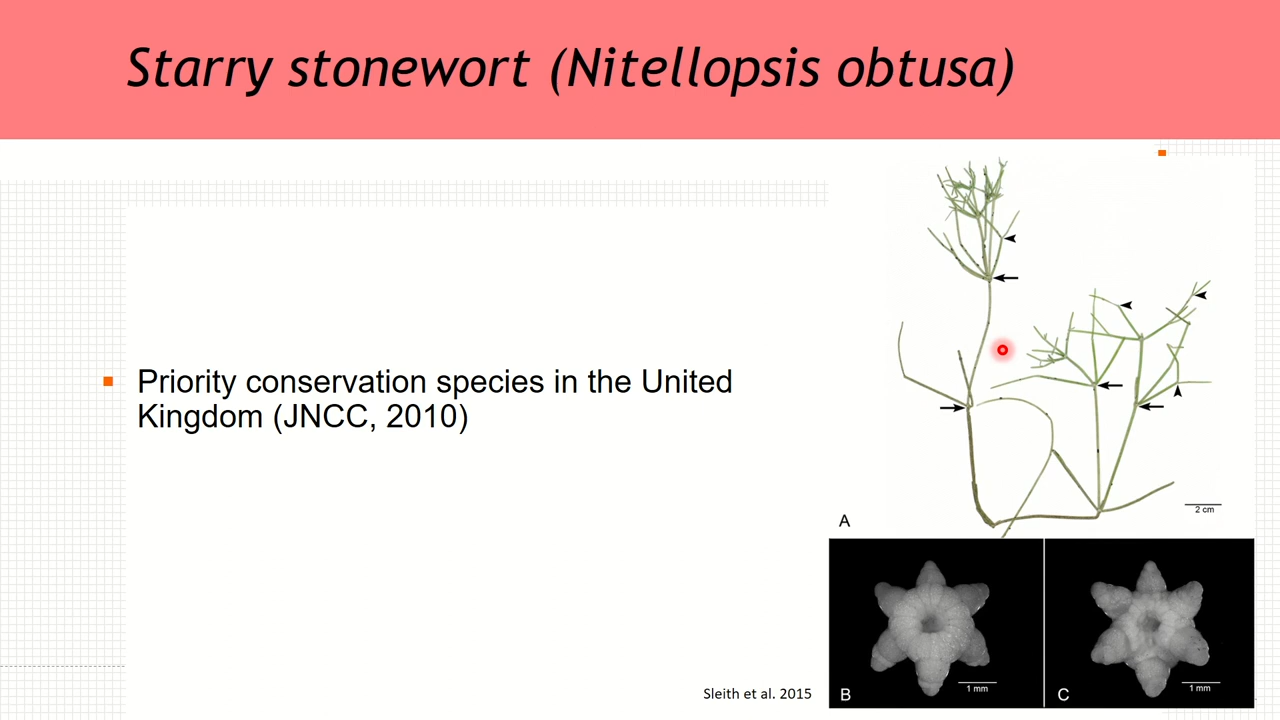 Starry stonewort (Nitellopsis obtusa)
Priority conservation species in the United
Kingdom (JNCC, 2010)
A
2 cm
B
1 mm
C
1 mm
Sleith et al. 2015